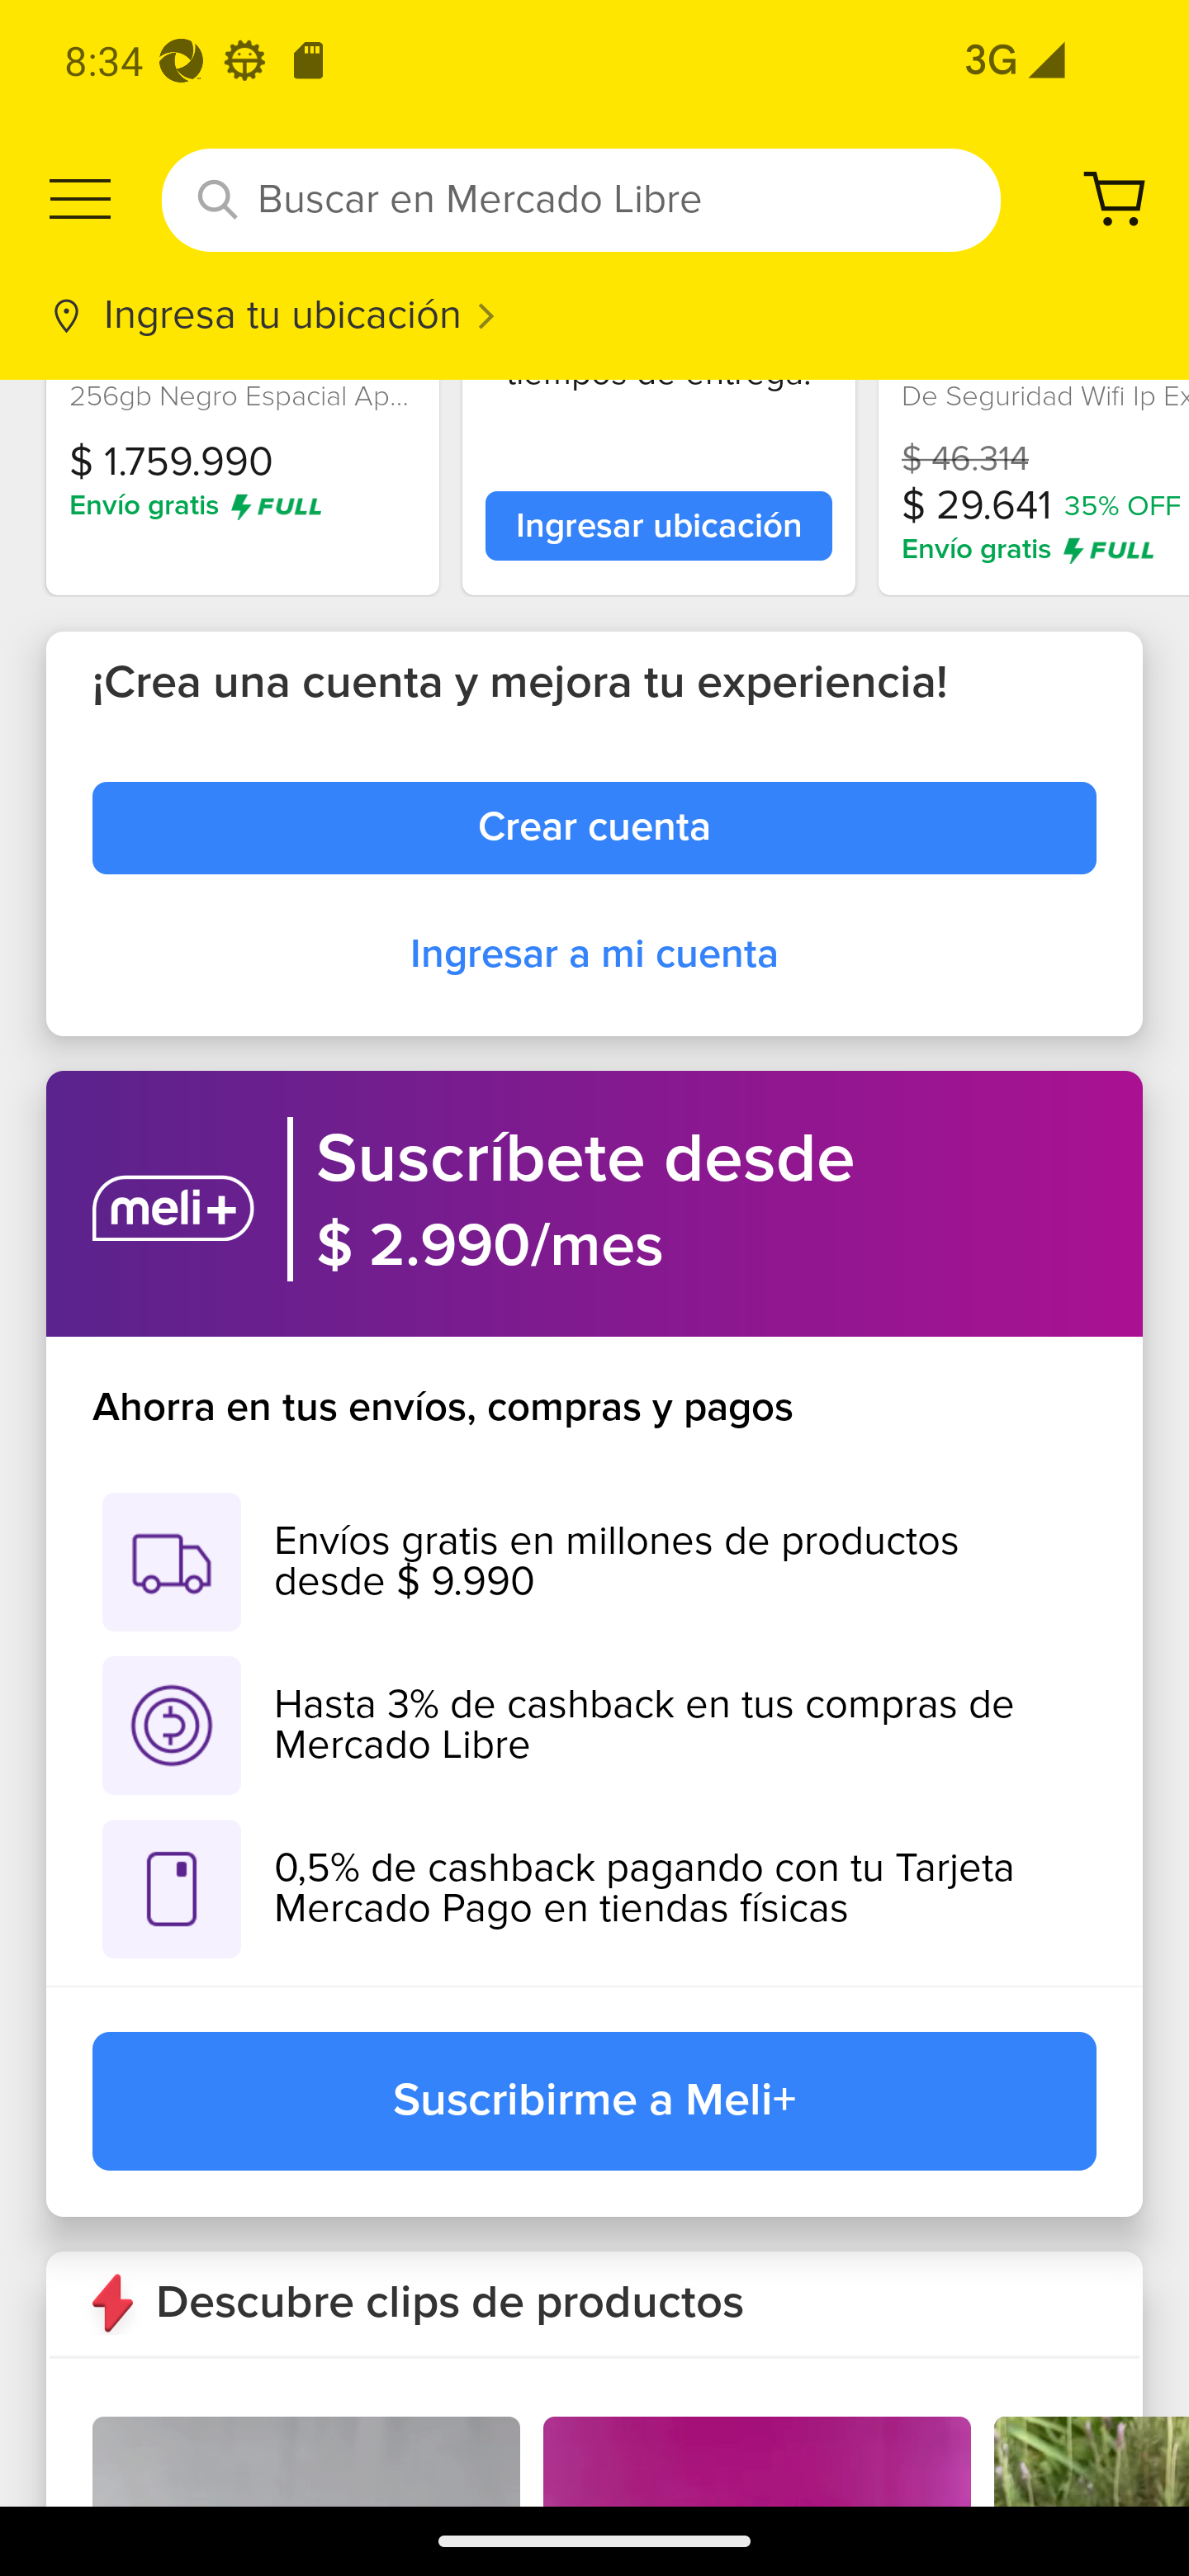 8:34
3G
Buscar en Mercado Libre
Ingresa tu ubicación
256gb Negro Espacial Ap...
$ 1.759.990
Envío gratis FULL
tiempos de entrega.
Ingresar ubicación
De Seguridad Wifi Ip Ex
$ 46.314
$ 29.641 35% OFF
Envío gratis FULL
¡Crea una cuenta y mejora tu experiencia!
Crear cuenta
Ingresar a mi cuenta
meli+
Suscríbete desde
$ 2.990/mes
Ahorra en tus envíos, compras y pagos
Envíos gratis en millones de productos
desde $ 9.990
Hasta 3% de cashback en tus compras de
Mercado Libre
0,5% de cashback pagando con tu Tarjeta
Mercado Pago en tiendas físicas
Suscribirme a Meli+
Descubre clips de productos